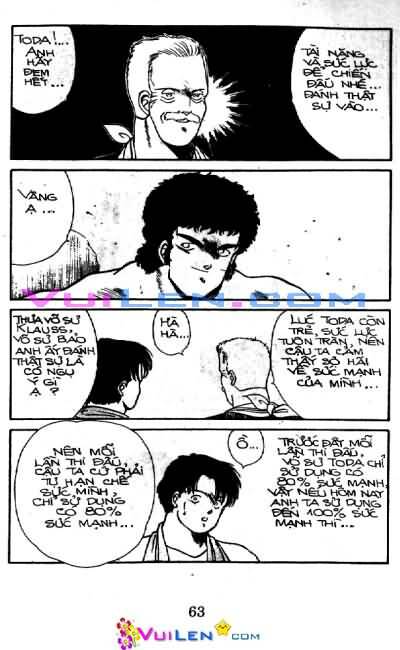 TODA!...
ANH
HÃY
ĐEM
HẾT...
TÀI NĂNG
VÀ SỨC LỰC
ĐỂ CHIẾN
ĐẤU NHÉ...
ĐÁNH THẬT
SỰ VÀO...
VÂNG
Ạ...
VuiLen.com
THƯA VÕ SƯ
KLAUSS,
VÕ SƯ BẢO
ANH ẤY ĐÁNH
THẬT SỰ LÀ
CÓ NGỤ
Ý GÌ
Ạ?
HÀ
HÀ...
LÚC TODA CÒN
TRẺ, SỨC LỰC
TUÔN TRÀN, NÊN
CẬU TA CẢM
THẤY SỢ HÃI
VỀ SỨC MẠNH
CỦA MÌNH...
NÊN MỖI
LẦN THI ĐẤU,
CẬU TA CỨ PHẢI
TỰ HẠN CHẾ
SỨC MÌNH,
CHỈ SỬ DỤNG
CÓ 80%
SỨC MẠNH...
Ồ...
TRƯỚC ĐÂY MỖI
LẦN THI ĐẤU,
VÕ SƯ TODA CHỈ
SỬ DỤNG CÓ
80% SỨC MẠNH,
VẬY NẾU HÔM NAY
ANH TA SỬ DỤNG
ĐẾN 100% SỨC
MẠNH THÌ...
63
VuiLen.com